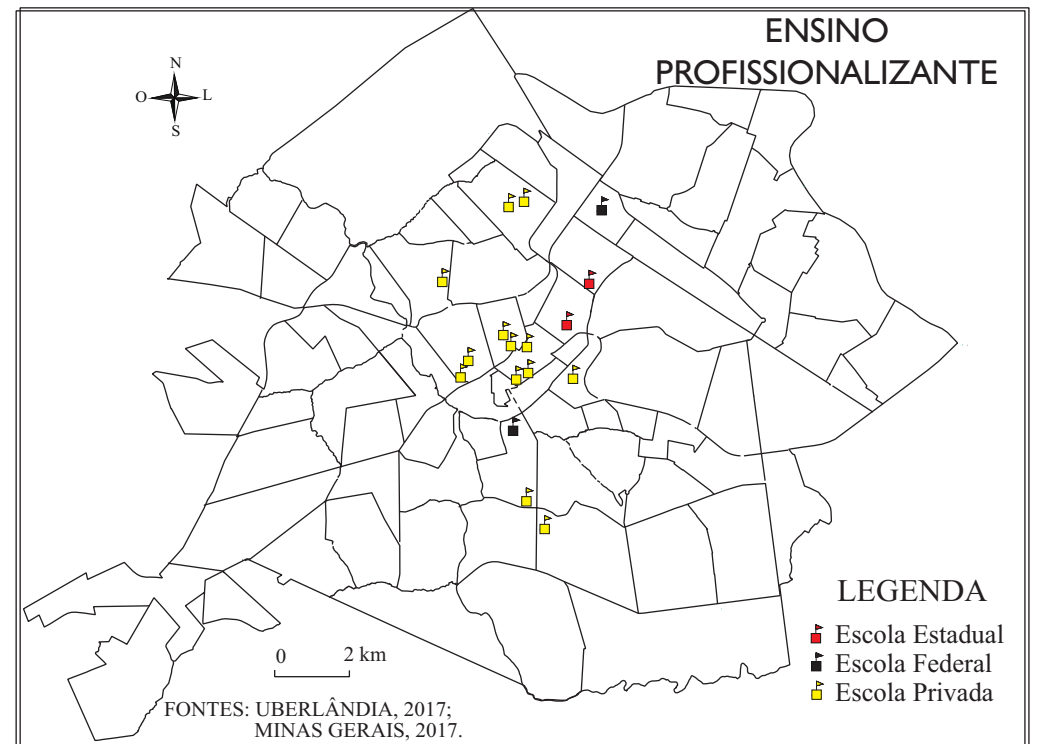 ENSINO
PROFISSIONALIZANTE
N
O
L
S
LEGENDA
Escola Estadual
Escola Federal
Escola Privada
0 2 km
FONTES: UBERLÂNDIA, 2017;
MINAS GERAIS, 2017.